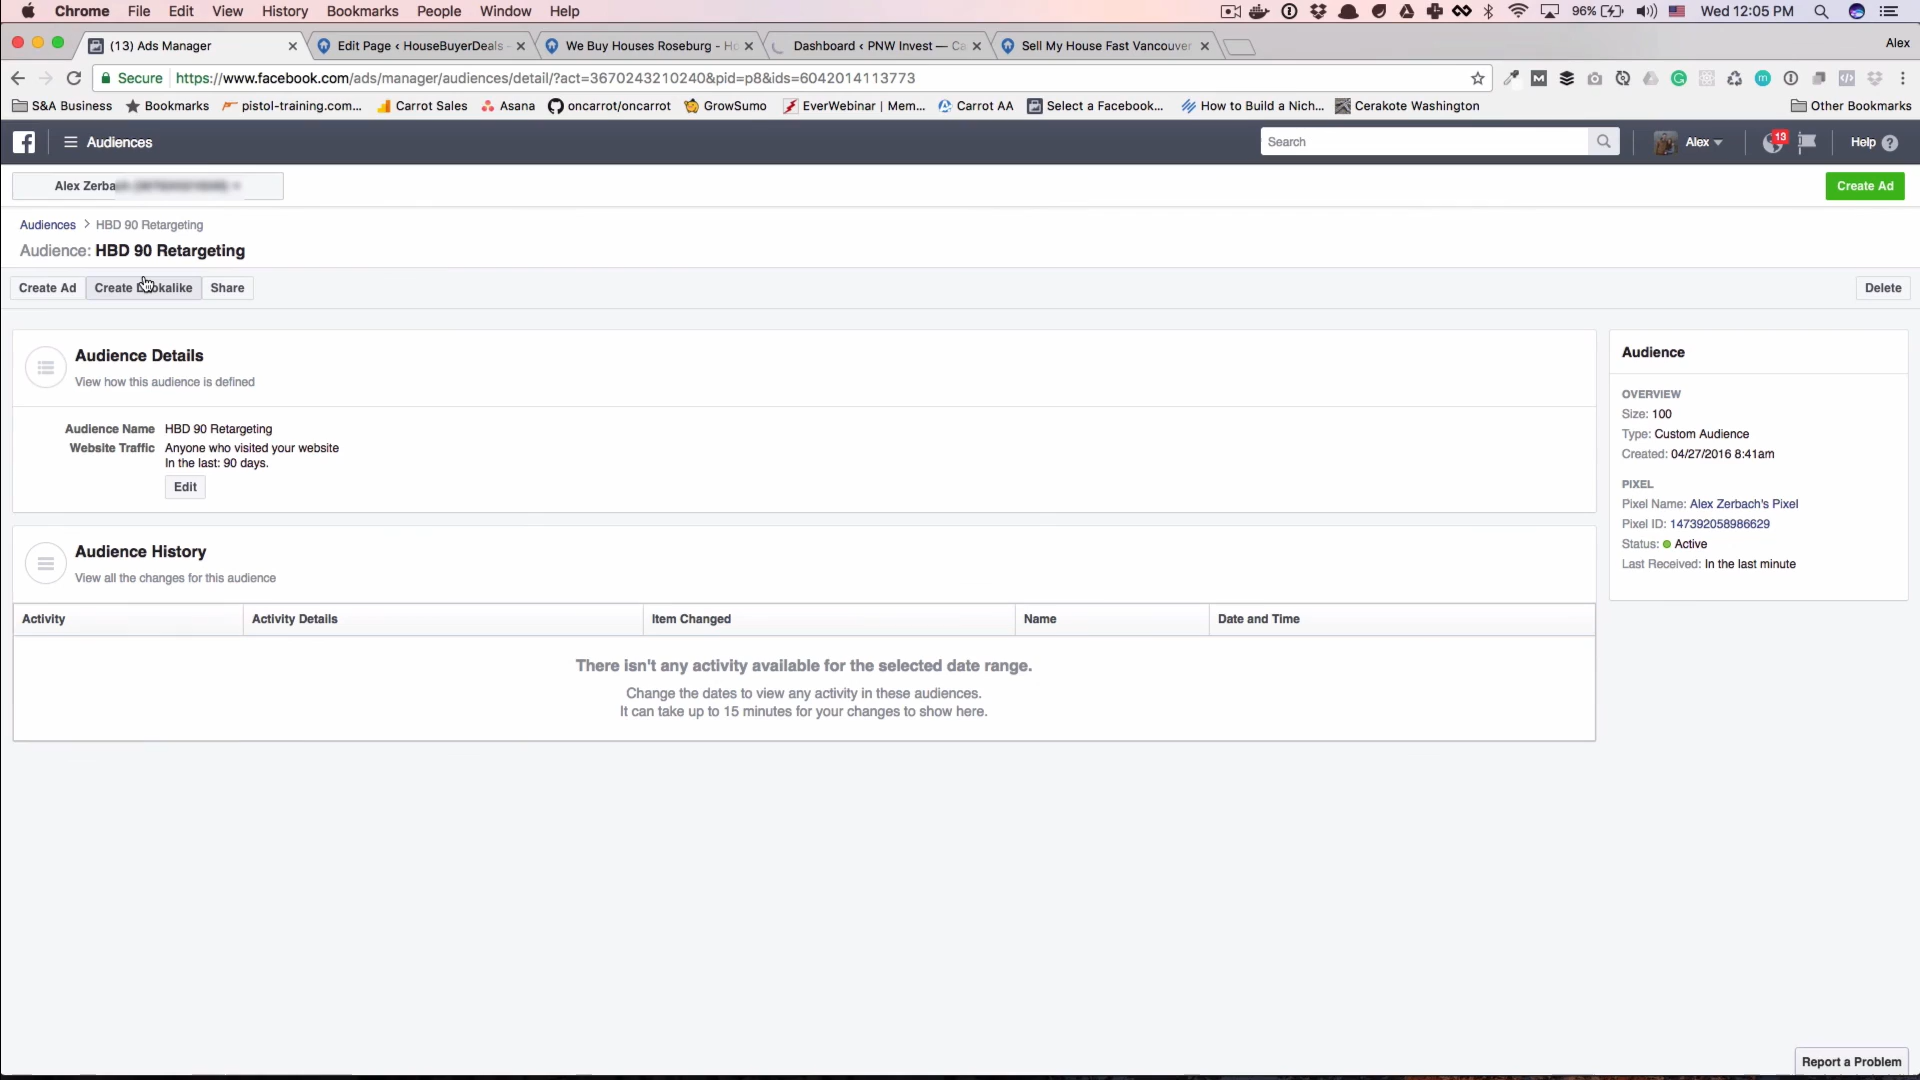 Chrome File Edit View History Bookmarks People Window Help 96% Wed 12:05 PM
(13) Ads Manager Edit Page ‹ HouseBuyerDeals We Buy Houses Roseburg - Ho Dashboard ‹ PNW Invest — Ca Sell My House Fast Vancouver Alex
Secure https://www.facebook.com/ads/manager/audiences/detail/?act=3670243210240&pid=p8&ids=6042014113773
S&A Business Bookmarks pistol-training.com... Carrot Sales Asana oncarrot/oncarrot GrowSumo EverWebinar | Mem... Carrot AA Select a Facebook... How to Build a Nich... Cerakote Washington Other Bookmarks
Audiences Search Alex 13 Help
Alex Zerba Create Ad
Audiences > HBD 90 Retargeting
Audience: HBD 90 Retargeting
Create Ad Create Lookalike Share Delete
Audience Details
View how this audience is defined
Audience Name HBD 90 Retargeting
Website Traffic Anyone who visited your website
In the last: 90 days.
Edit
Audience History
View all the changes for this audience
Activity Activity Details Item Changed Name Date and Time
There isn't any activity available for the selected date range.
Change the dates to view any activity in these audiences.
It can take up to 15 minutes for your changes to show here.
Audience
OVERVIEW
Size: 100
Type: Custom Audience
Created: 04/27/2016 8:41am
PIXEL
Pixel Name: Alex Zerbach's Pixel
Pixel ID: 147392058986629
Status: Active
Last Received: In the last minute
Report a Problem